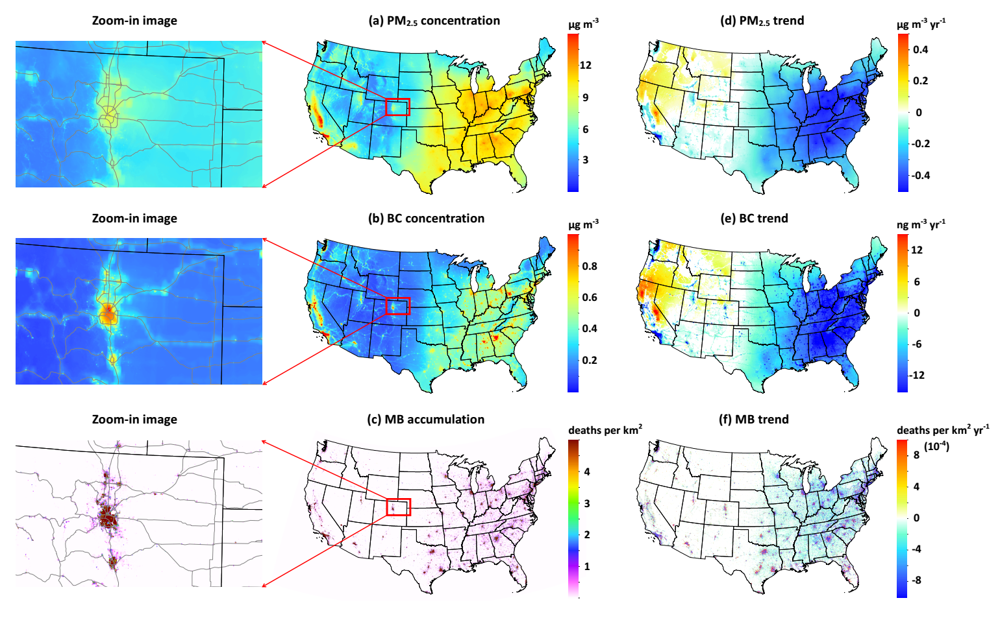 Zoom-in image
(a) PM₂.₅ concentration
(d) PM₂.₅ trend
µg m⁻³
12
9
6
3
µg m⁻³ yr⁻¹
0.4
0.2
0
-0.2
-0.4
Zoom-in image
(b) BC concentration
(e) BC trend
µg m⁻³
0.8
0.6
0.4
0.2
ng m⁻³ yr⁻¹
12
6
0
-6
-12
Zoom-in image
(c) MB accumulation
(f) MB trend
deaths per km²
4
3
2
1
deaths per km² yr⁻¹
(10⁻⁴)
8
4
0
-4
-8